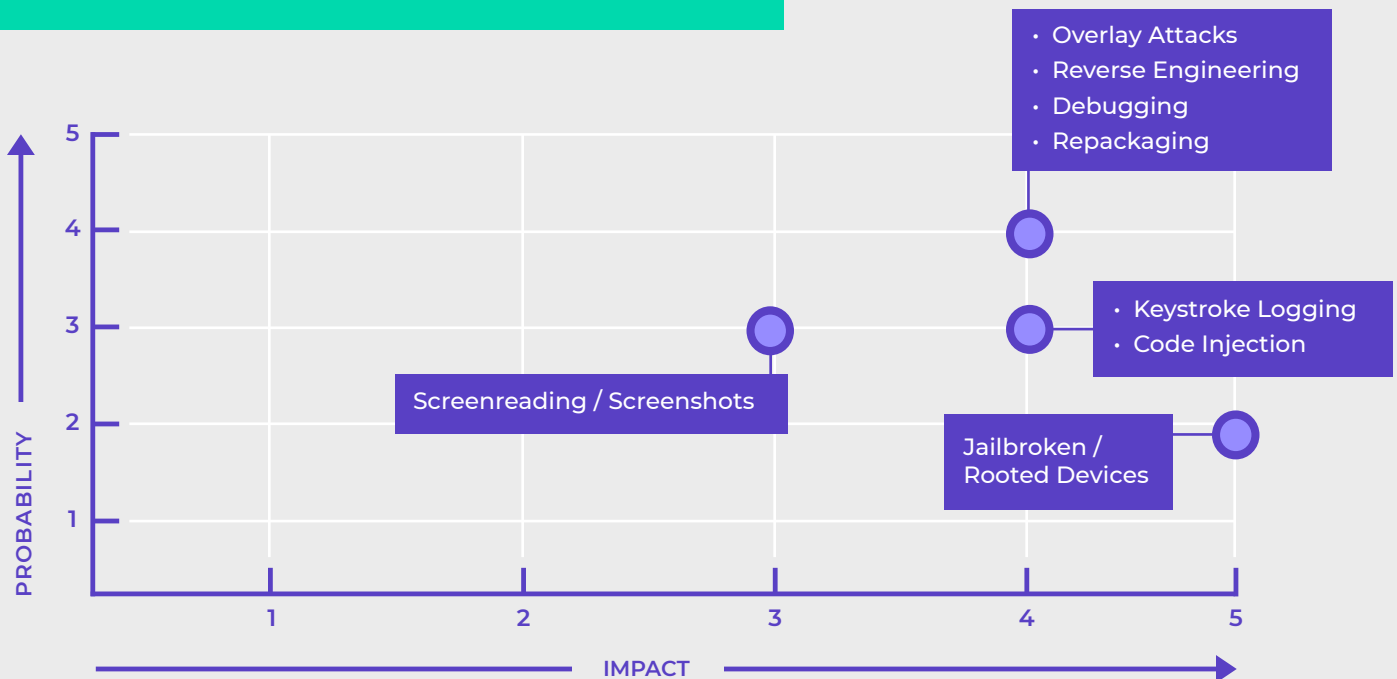 • Overlay Attacks
• Reverse Engineering
• Debugging
• Repackaging
5
4
3
2
1
PROBABILITY
• Keystroke Logging
• Code Injection
Screenreading / Screenshots
Jailbroken /
Rooted Devices
1
2
3
4
5
IMPACT